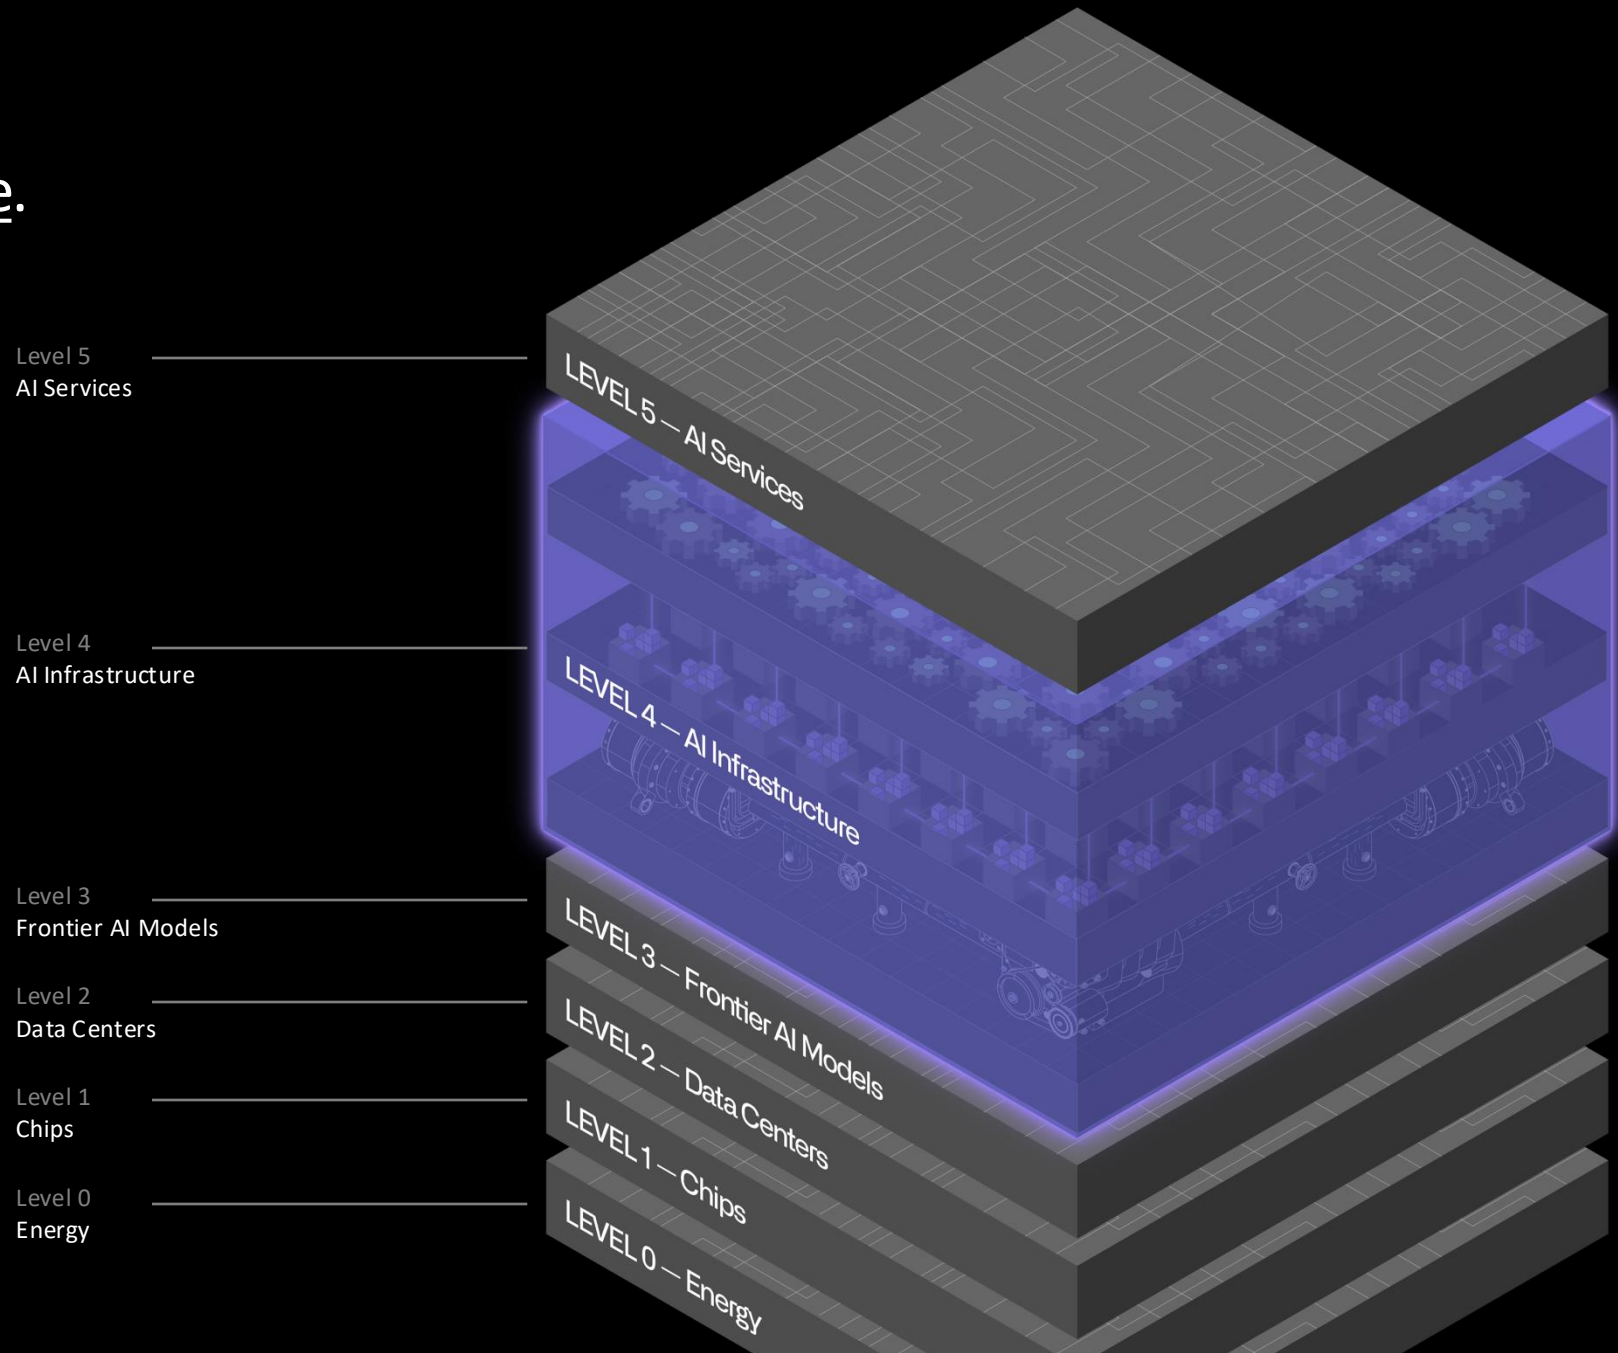 e.
Level 5
AI Services
Level 4
AI Infrastructure
Level 3
Frontier AI Models
Level 2
Data Centers
Level 1
Chips
Level 0
Energy
LEVEL 5 — AI Services
LEVEL 4 — AI Infrastructure
LEVEL 3 — Frontier AI Models
LEVEL 2 — Data Centers
LEVEL 1 — Chips
LEVEL 0 — Energy